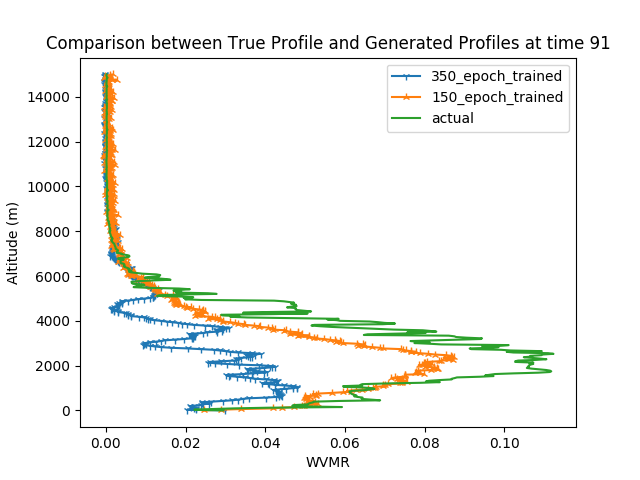 Comparison between True Profile and Generated Profiles at time 91
350_epoch_trained
150_epoch_trained
actual
Altitude (m)
14000
12000
10000
8000
6000
4000
2000
0
0.00 0.02 0.04 0.06 0.08 0.10
WVMR